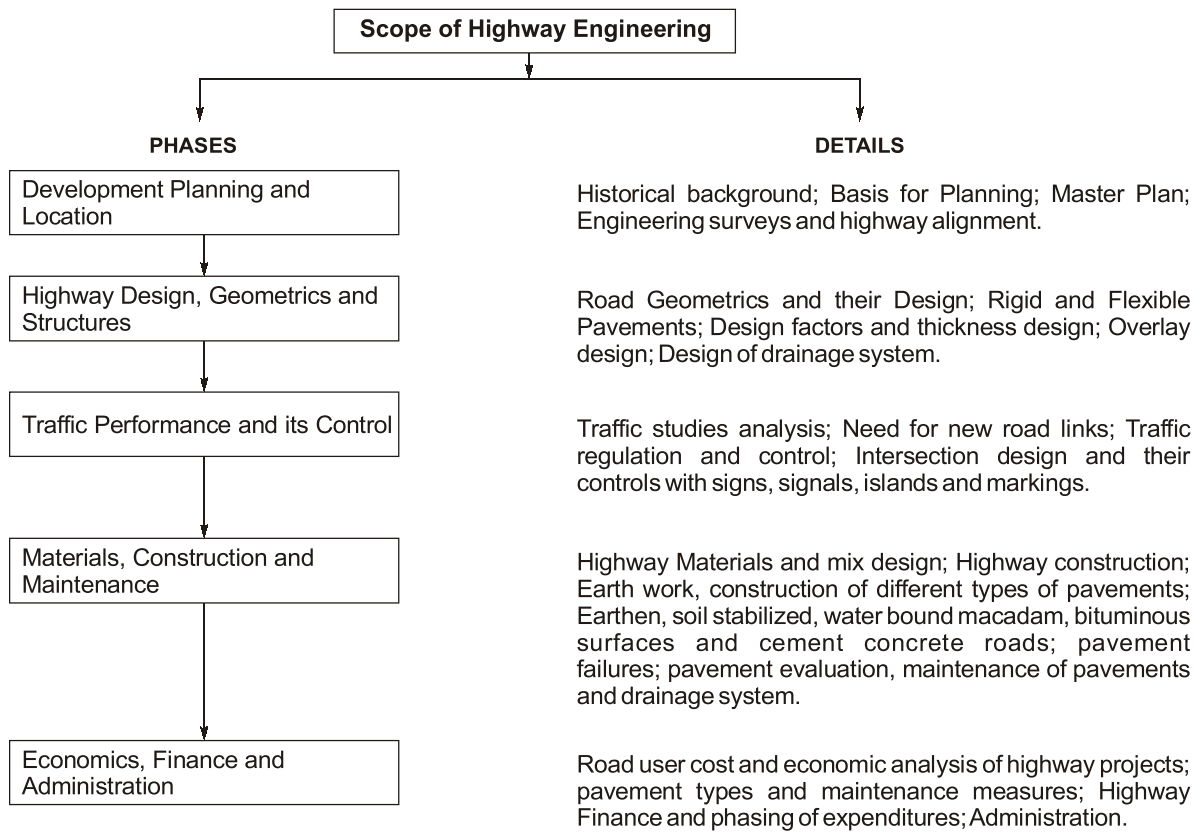 Scope of Highway Engineering
PHASES
DETAILS
Development Planning and
Location
Historical background; Basis for Planning; Master Plan;
Engineering surveys and highway alignment.
Highway Design, Geometrics and
Structures
Road Geometrics and their Design; Rigid and Flexible
Pavements; Design factors and thickness design; Overlay
design; Design of drainage system.
Traffic Performance and its Control
Traffic studies analysis; Need for new road links; Traffic
regulation and control; Intersection design and their
controls with signs, signals, islands and markings.
Materials, Construction and
Maintenance
Highway Materials and mix design; Highway construction;
Earth work, construction of different types of pavements;
Earthen, soil stabilized, water bound macadam, bituminous
surfaces and cement concrete roads; pavement
failures; pavement evaluation, maintenance of pavements
and drainage system.
Economics, Finance and
Administration
Road user cost and economic analysis of highway projects;
pavement types and maintenance measures; Highway
Finance and phasing of expenditures; Administration.